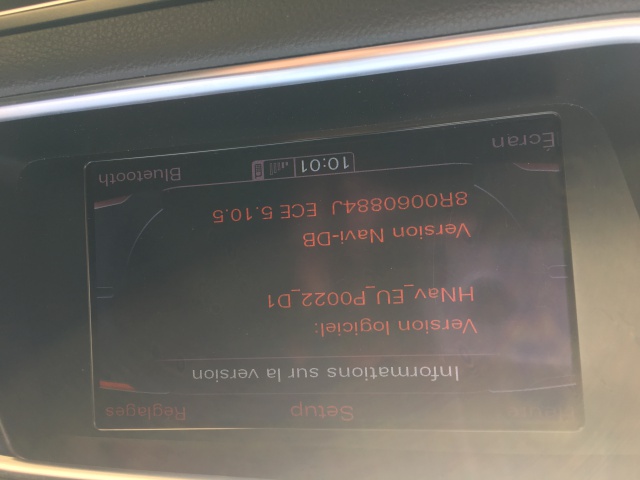 Setup Réglages
Informations sur la version
Version logiciel:
HNav_EU_P0022_D1
Version Navi-DB
8R0060884J ECE 5.10.5
Écran 10:01 Bluetooth